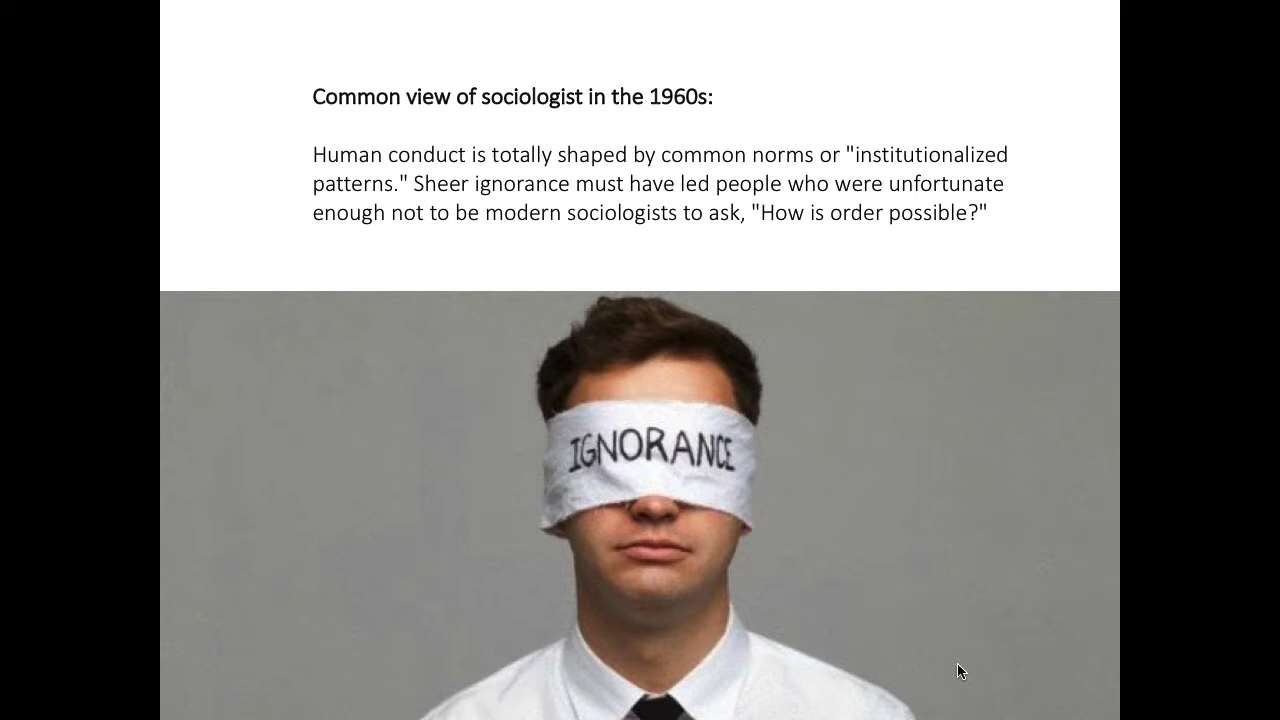 Common view of sociologist in the 1960s:
Human conduct is totally shaped by common norms or "institutionalized
patterns." Sheer ignorance must have led people who were unfortunate
enough not to be modern sociologists to ask, "How is order possible?"
IGNORANCE